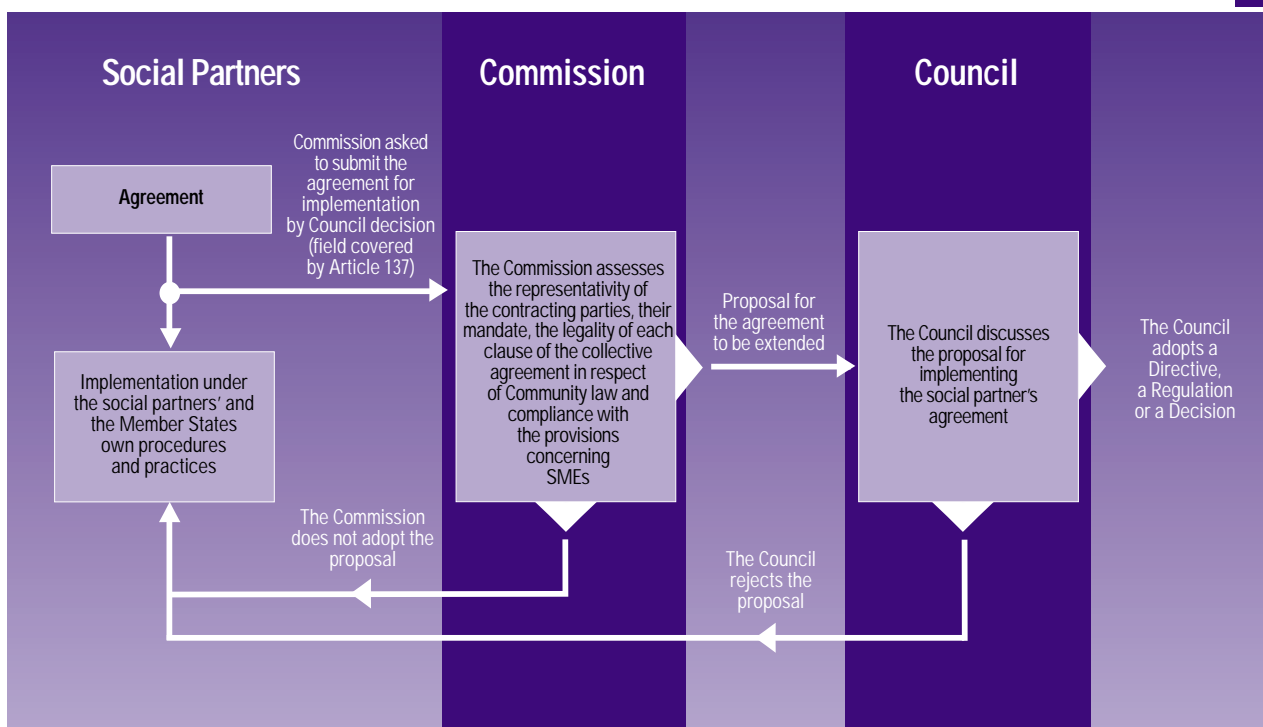 Social Partners
Commission
Council
Agreement
Commission asked
to submit the
agreement for
implementation
by Council decision
(field covered
by Article 137)
Implementation under
the social partners' and
the Member States
own procedures
and practices
The Commission assesses
the representativity of
the contracting parties, their
mandate, the legality of each
clause of the collective
agreement in respect
of Community law and
compliance with
the provisions
concerning
SMEs
Proposal for
the agreement
to be extended
The Council discusses
the proposal for
implementing
the social partner's
agreement
The Council
adopts a
Directive,
a Regulation
or a Decision
The Commission
does not adopt the
proposal
The Council
rejects the
proposal